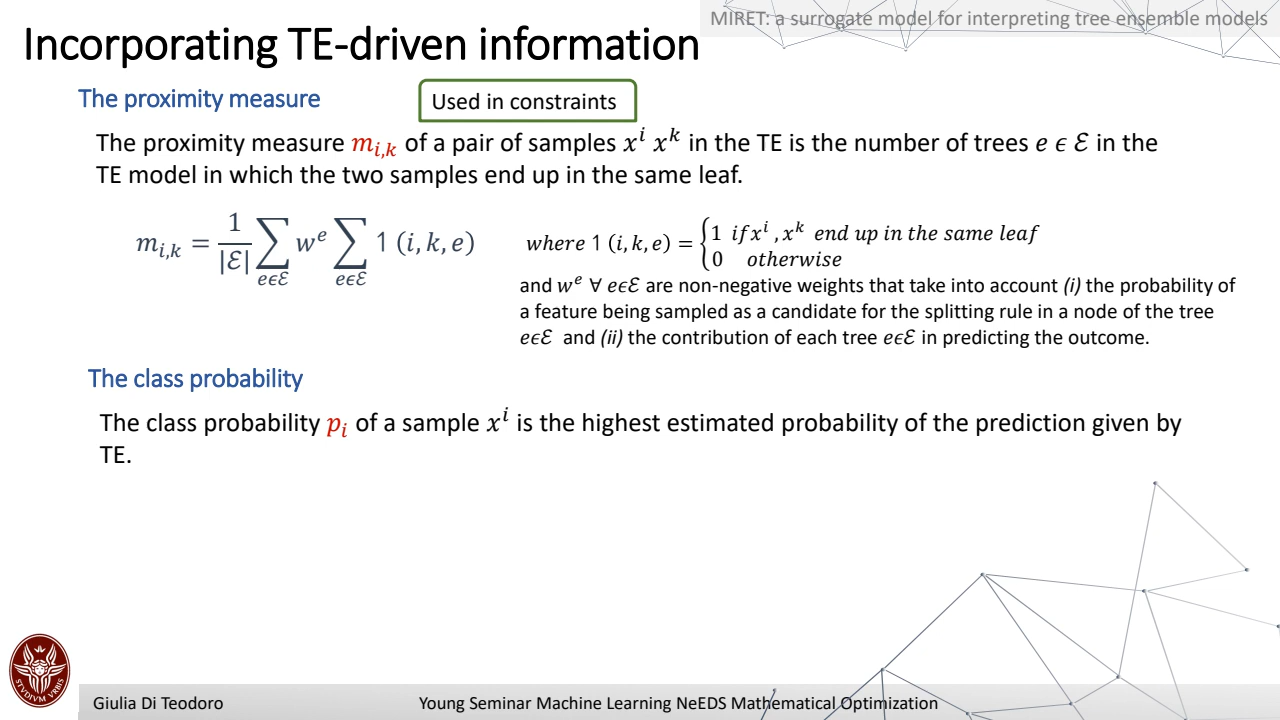 MIRET: a surrogate model for interpreting tree ensemble models
Incorporating TE-driven information
The proximity measure
Used in constraints
The proximity measure m_{i,k} of a pair of samples x^i x^k in the TE is the number of trees e ϵ ℰ in the
TE model in which the two samples end up in the same leaf.
m_{i,k} = \frac{1}{|ℰ|} \sum_{eϵℰ} w^e \sum_{eϵℰ} 1 (i, k, e)
where 1 (i, k, e) = { 1 if x^i , x^k end up in the same leaf
0 otherwise
and w^e ∀ eϵℰ are non-negative weights that take into account (i) the probability of
a feature being sampled as a candidate for the splitting rule in a node of the tree
eϵℰ and (ii) the contribution of each tree eϵℰ in predicting the outcome.
The class probability
The class probability p_i of a sample x^i is the highest estimated probability of the prediction given by
TE.
STVDIVM VRBIS
Giulia Di Teodoro
Young Seminar Machine Learning NeEDS Mathematical Optimization